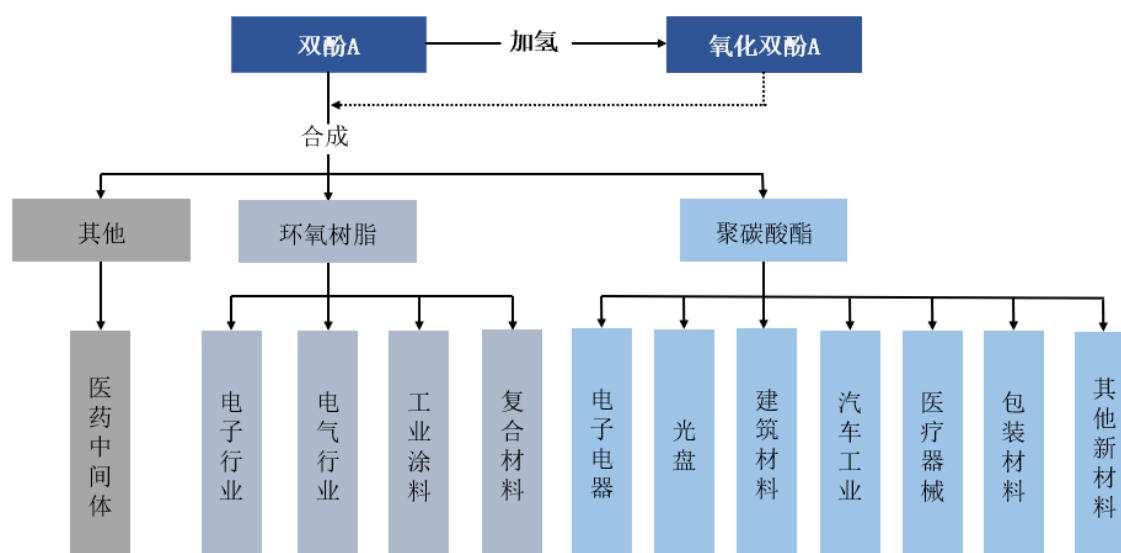 双酚A
加氢
氧化双酚A
合成
其他
环氧树脂
聚碳酸酯
医药中间体
电子行业
电气行业
工业涂料
复合材料
电子电器
光盘
建筑材料
汽车工业
医疗器械
包装材料
其他新材料